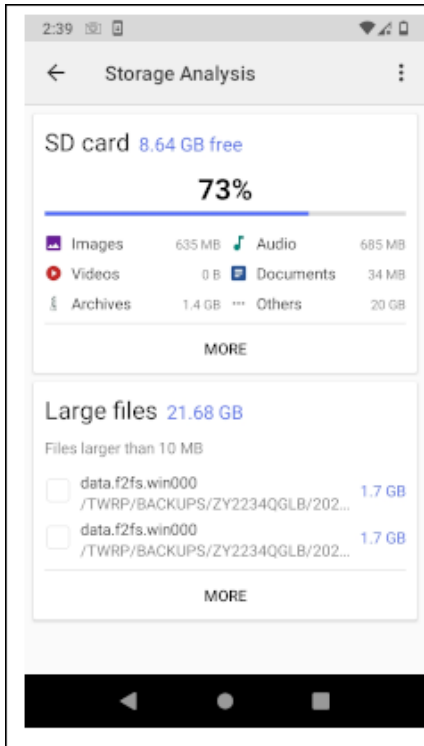 2:39
Storage Analysis
SD card 8.64 GB free
73%
Images 635 MB Audio 685 MB
Videos 0 B Documents 34 MB
Archives 1.4 GB Others 20 GB
MORE
Large files 21.68 GB
Files larger than 10 MB
data.f2fs.win000
/TWRP/BACKUPS/ZY2234QGLB/202... 1.7 GB
data.f2fs.win000
/TWRP/BACKUPS/ZY2234QGLB/202... 1.7 GB
MORE